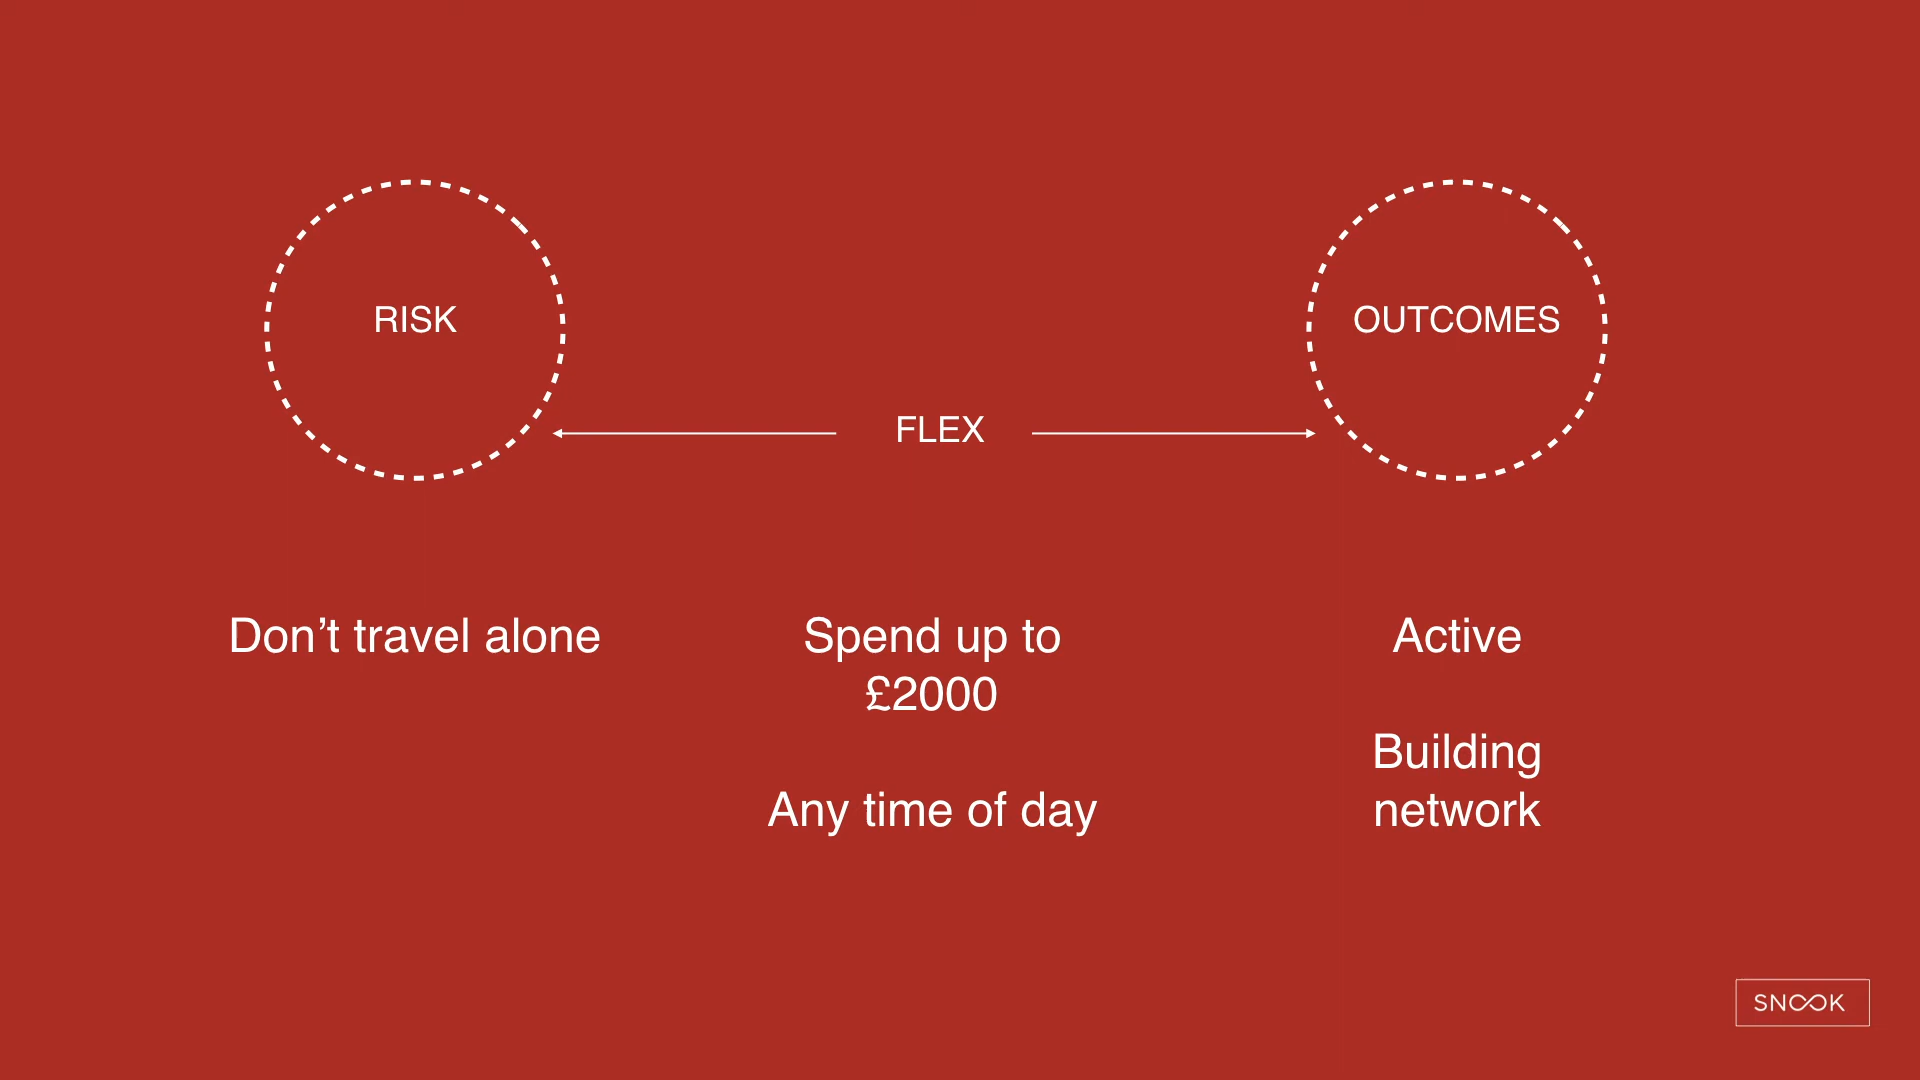 RISK
OUTCOMES
FLEX
Don’t travel alone
Spend up to
£2000
Any time of day
Active
Building
network
SNOOK